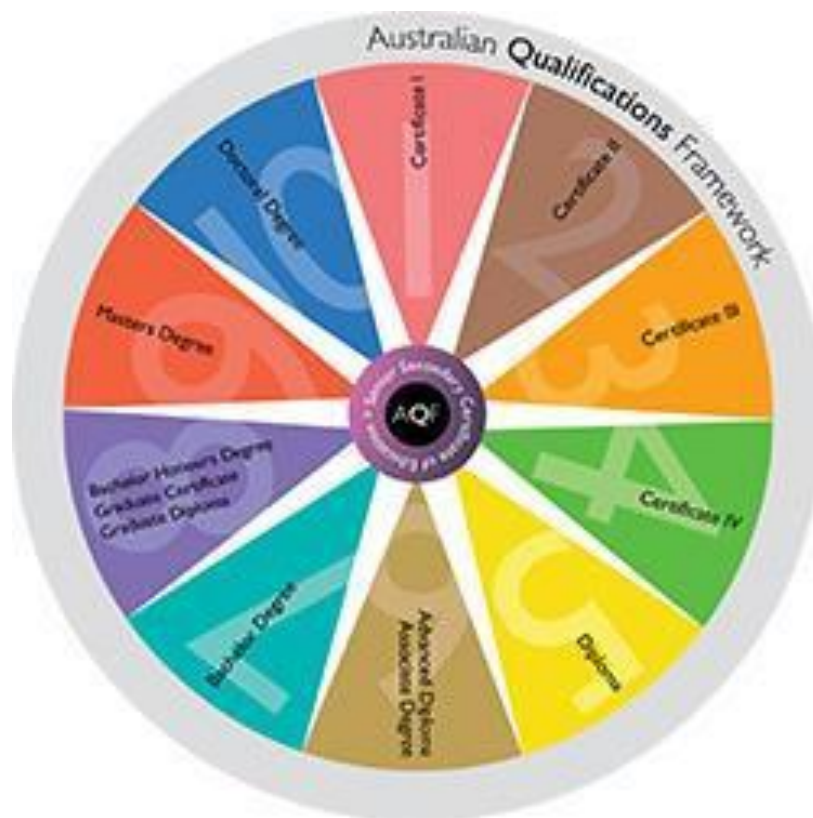 Australian Qualifications Framework
1
Certificate I
2
Certificate II
3
Certificate III
4
Certificate IV
5
Diploma
6
Advanced Diploma
Associate Degree
7
Bachelor Degree
8
Bachelor Honours Degree
Graduate Certificate
Graduate Diploma
9
Masters Degree
10
Doctoral Degree
Senior Secondary Certificate of Education
AQF